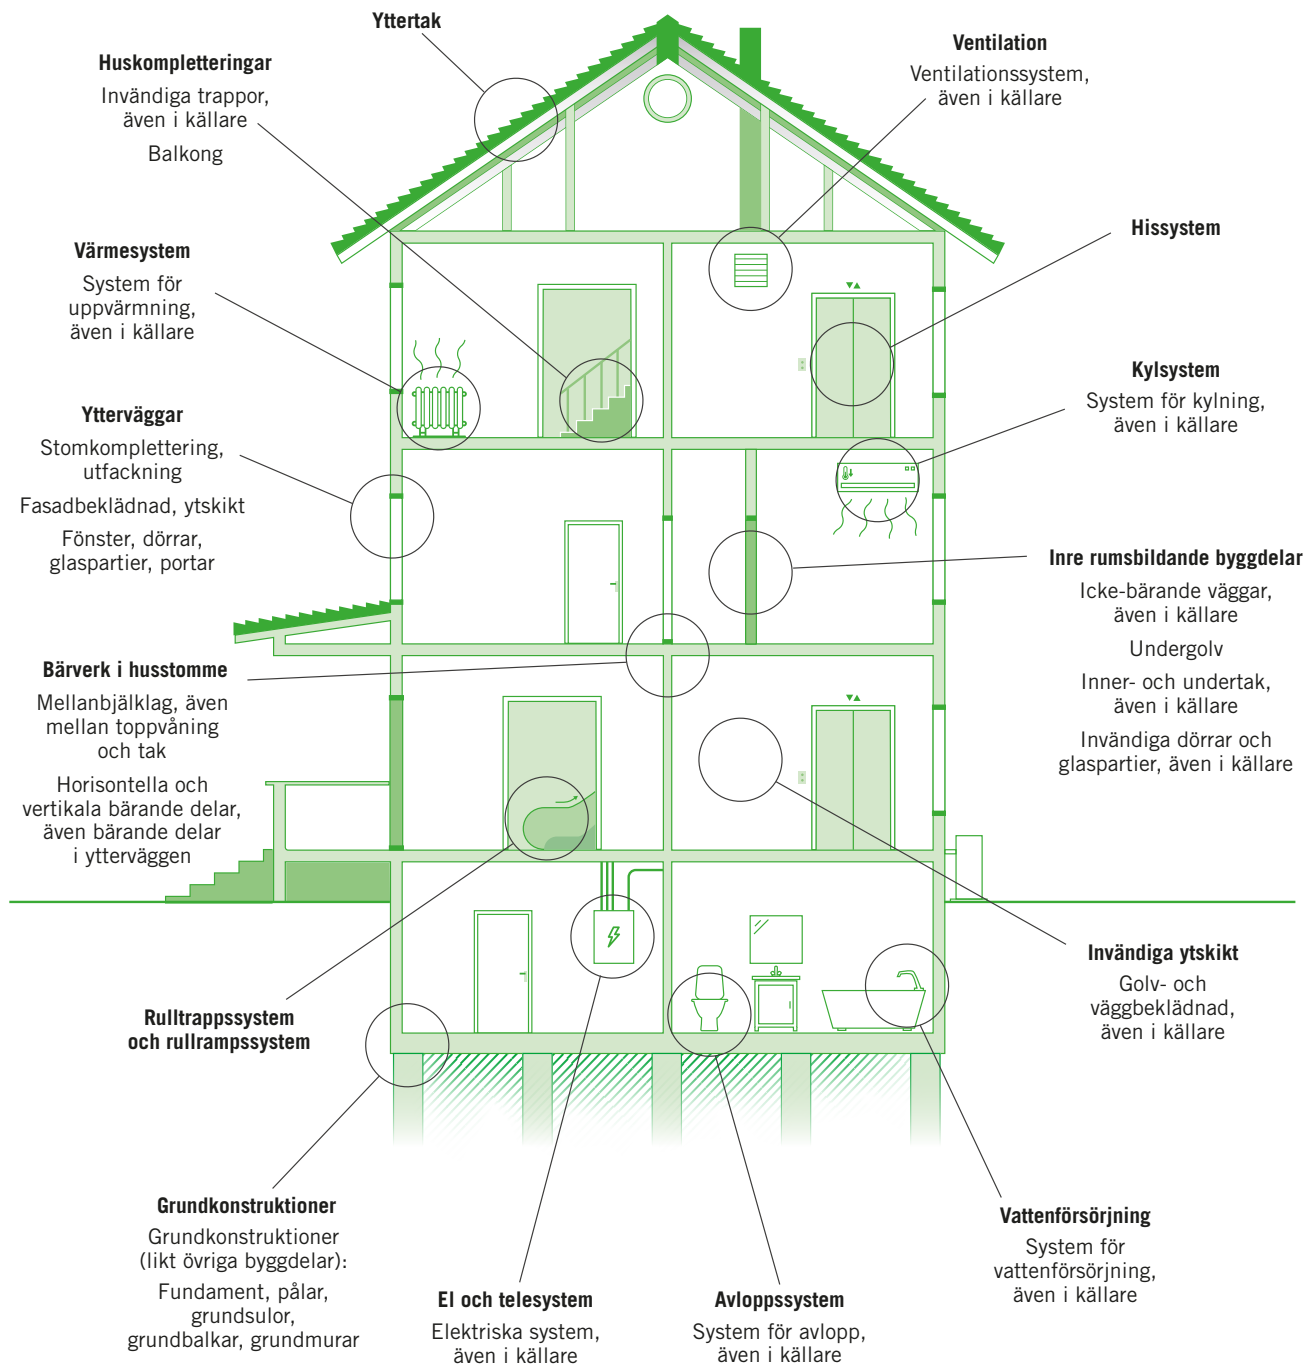 Yttertak
Huskompletteringar
Invändiga trappor,
även i källare
Balkong
Ventilation
Ventilationssystem,
även i källare
Hissystem
Värmesystem
System för
uppvärmning,
även i källare
Kylsystem
System för kylning,
även i källare
Ytterväggar
Stomkomplettering,
utfackning
Fasadbeklädnad, ytskikt
Fönster, dörrar,
glaspartier, portar
Inre rumsbildande byggdelar
Icke-bärande väggar,
även i källare
Undergolv
Inner- och undertak,
även i källare
Invändiga dörrar och
glaspartier, även i källare
Bärverk i husstomme
Mellanbjälklag, även
mellan toppvåning
och tak
Horisontella och
vertikala bärande delar,
även bärande delar
i ytterväggen
Invändiga ytskikt
Golv- och
väggbeklädnad,
även i källare
Rulltrappssystem
och rullrampssystem
Grundkonstruktioner
Grundkonstruktioner
(likt övriga byggdelar):
Fundament, pålar,
grundsulor,
grundbalkar, grundmurar
El och telesystem
Elektriska system,
även i källare
Avloppssystem
System för avlopp,
även i källare
Vattenförsörjning
System för
vattenförsörjning,
även i källare